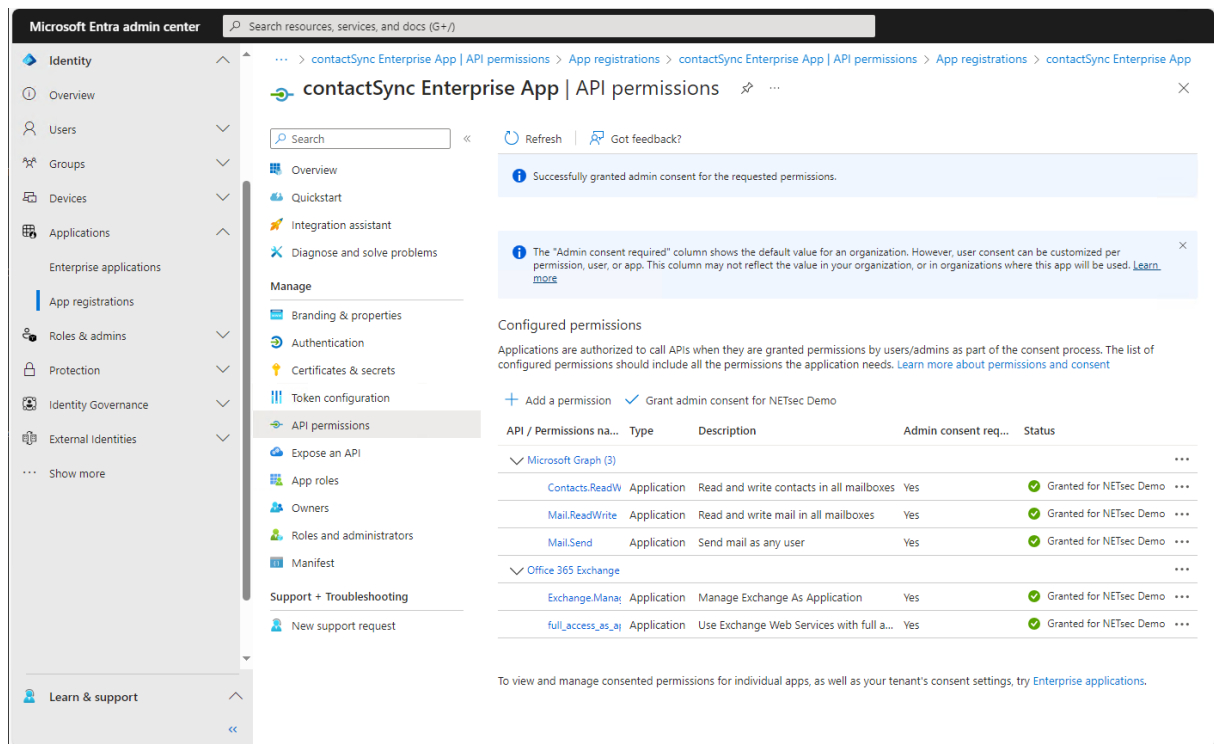 Microsoft Entra admin center
Search resources, services, and docs (G+/)
Identity
Overview
Users
Groups
Devices
Applications
Enterprise applications
App registrations
Roles & admins
Protection
Identity Governance
External Identities
Show more
Learn & support
··· > contactSync Enterprise App | API permissions > App registrations > contactSync Enterprise App | API permissions > App registrations > contactSync Enterprise App
contactSync Enterprise App | API permissions
Search
Overview
Quickstart
Integration assistant
Diagnose and solve problems
Manage
Branding & properties
Authentication
Certificates & secrets
Token configuration
API permissions
Expose an API
App roles
Owners
Roles and administrators
Manifest
Support + Troubleshooting
New support request
Refresh Got feedback?
Successfully granted admin consent for the requested permissions.
The "Admin consent required" column shows the default value for an organization. However, user consent can be customized per
permission, user, or app. This column may not reflect the value in your organization, or in organizations where this app will be used. Learn
more
Configured permissions
Applications are authorized to call APIs when they are granted permissions by users/admins as part of the consent process. The list of
configured permissions should include all the permissions the application needs. Learn more about permissions and consent
Add a permission Grant admin consent for NETsec Demo
API / Permissions na... Type Description Admin consent req... Status
Microsoft Graph (3)
Contacts.ReadW Application Read and write contacts in all mailboxes Yes Granted for NETsec Demo
Mail.ReadWrite Application Read and write mail in all mailboxes Yes Granted for NETsec Demo
Mail.Send Application Send mail as any user Yes Granted for NETsec Demo
Office 365 Exchange
Exchange.Manag Application Manage Exchange As Application Yes Granted for NETsec Demo
full_access_as_a Application Use Exchange Web Services with full a... Yes Granted for NETsec Demo
To view and manage consented permissions for individual apps, as well as your tenant's consent settings, try Enterprise applications.